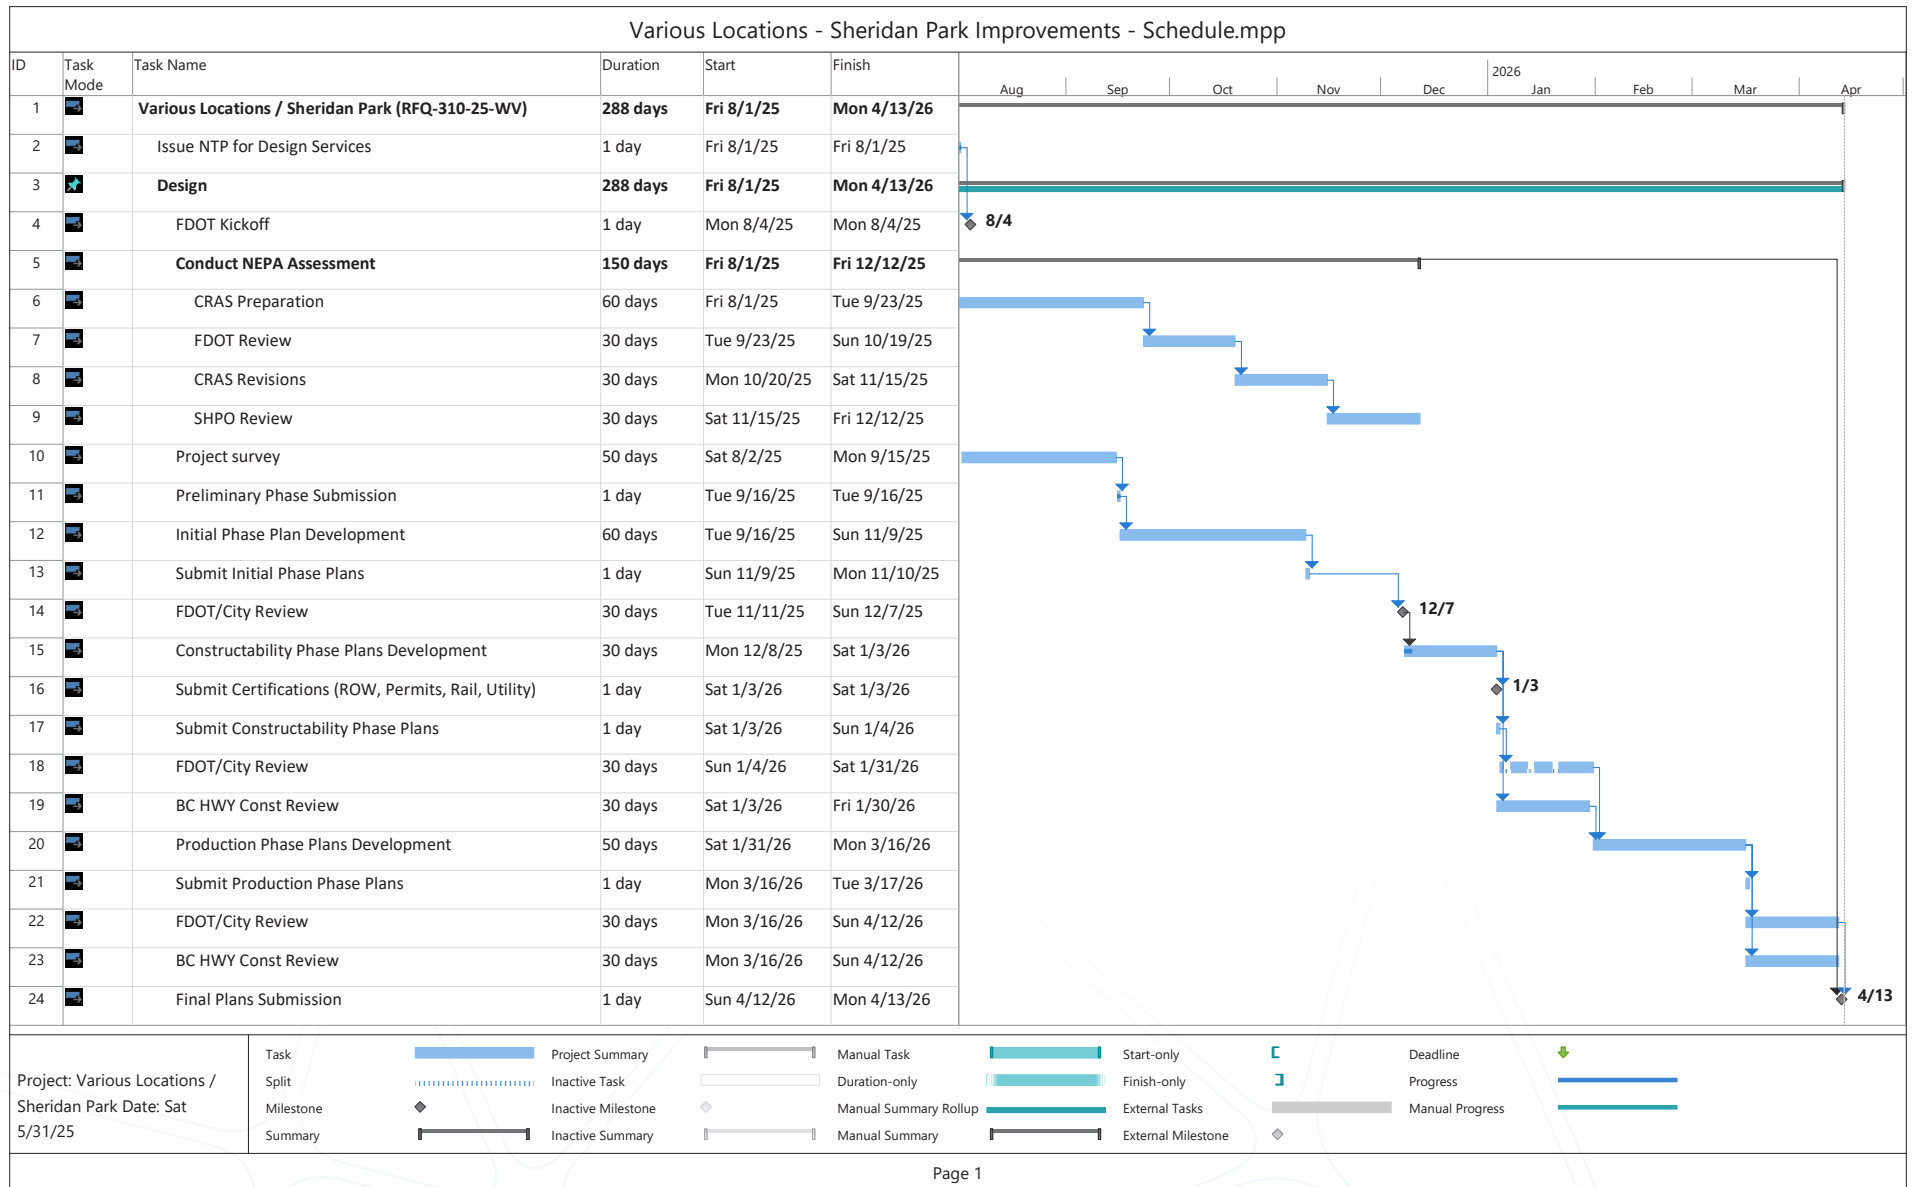 Various Locations - Sheridan Park Improvements - Schedule.mpp
ID Task Mode Task Name Duration Start Finish 2026
Aug Sep Oct Nov Dec Jan Feb Mar Apr
1 Various Locations / Sheridan Park (RFQ-310-25-WV) 288 days Fri 8/1/25 Mon 4/13/26
2 Issue NTP for Design Services 1 day Fri 8/1/25 Fri 8/1/25
3 Design 288 days Fri 8/1/25 Mon 4/13/26
4 FDOT Kickoff 1 day Mon 8/4/25 Mon 8/4/25 8/4
5 Conduct NEPA Assessment 150 days Fri 8/1/25 Fri 12/12/25
6 CRAS Preparation 60 days Fri 8/1/25 Tue 9/23/25
7 FDOT Review 30 days Tue 9/23/25 Sun 10/19/25
8 CRAS Revisions 30 days Mon 10/20/25 Sat 11/15/25
9 SHPO Review 30 days Sat 11/15/25 Fri 12/12/25
10 Project survey 50 days Sat 8/2/25 Mon 9/15/25
11 Preliminary Phase Submission 1 day Tue 9/16/25 Tue 9/16/25
12 Initial Phase Plan Development 60 days Tue 9/16/25 Sun 11/9/25
13 Submit Initial Phase Plans 1 day Sun 11/9/25 Mon 11/10/25
14 FDOT/City Review 30 days Tue 11/11/25 Sun 12/7/25 12/7
15 Constructability Phase Plans Development 30 days Mon 12/8/25 Sat 1/3/26
16 Submit Certifications (ROW, Permits, Rail, Utility) 1 day Sat 1/3/26 Sat 1/3/26 1/3
17 Submit Constructability Phase Plans 1 day Sat 1/3/26 Sun 1/4/26
18 FDOT/City Review 30 days Sun 1/4/26 Sat 1/31/26
19 BC HWY Const Review 30 days Sat 1/3/26 Fri 1/30/26
20 Production Phase Plans Development 50 days Sat 1/31/26 Mon 3/16/26
21 Submit Production Phase Plans 1 day Mon 3/16/26 Tue 3/17/26
22 FDOT/City Review 30 days Mon 3/16/26 Sun 4/12/26
23 BC HWY Const Review 30 days Mon 3/16/26 Sun 4/12/26
24 Final Plans Submission 1 day Sun 4/12/26 Mon 4/13/26 4/13
Project: Various Locations /
Sheridan Park Date: Sat
5/31/25
Task Project Summary Manual Task Start-only Deadline
Split Inactive Task Duration-only Finish-only Progress
Milestone Inactive Milestone Manual Summary Rollup External Tasks Manual Progress
Summary Inactive Summary Manual Summary External Milestone
Page 1